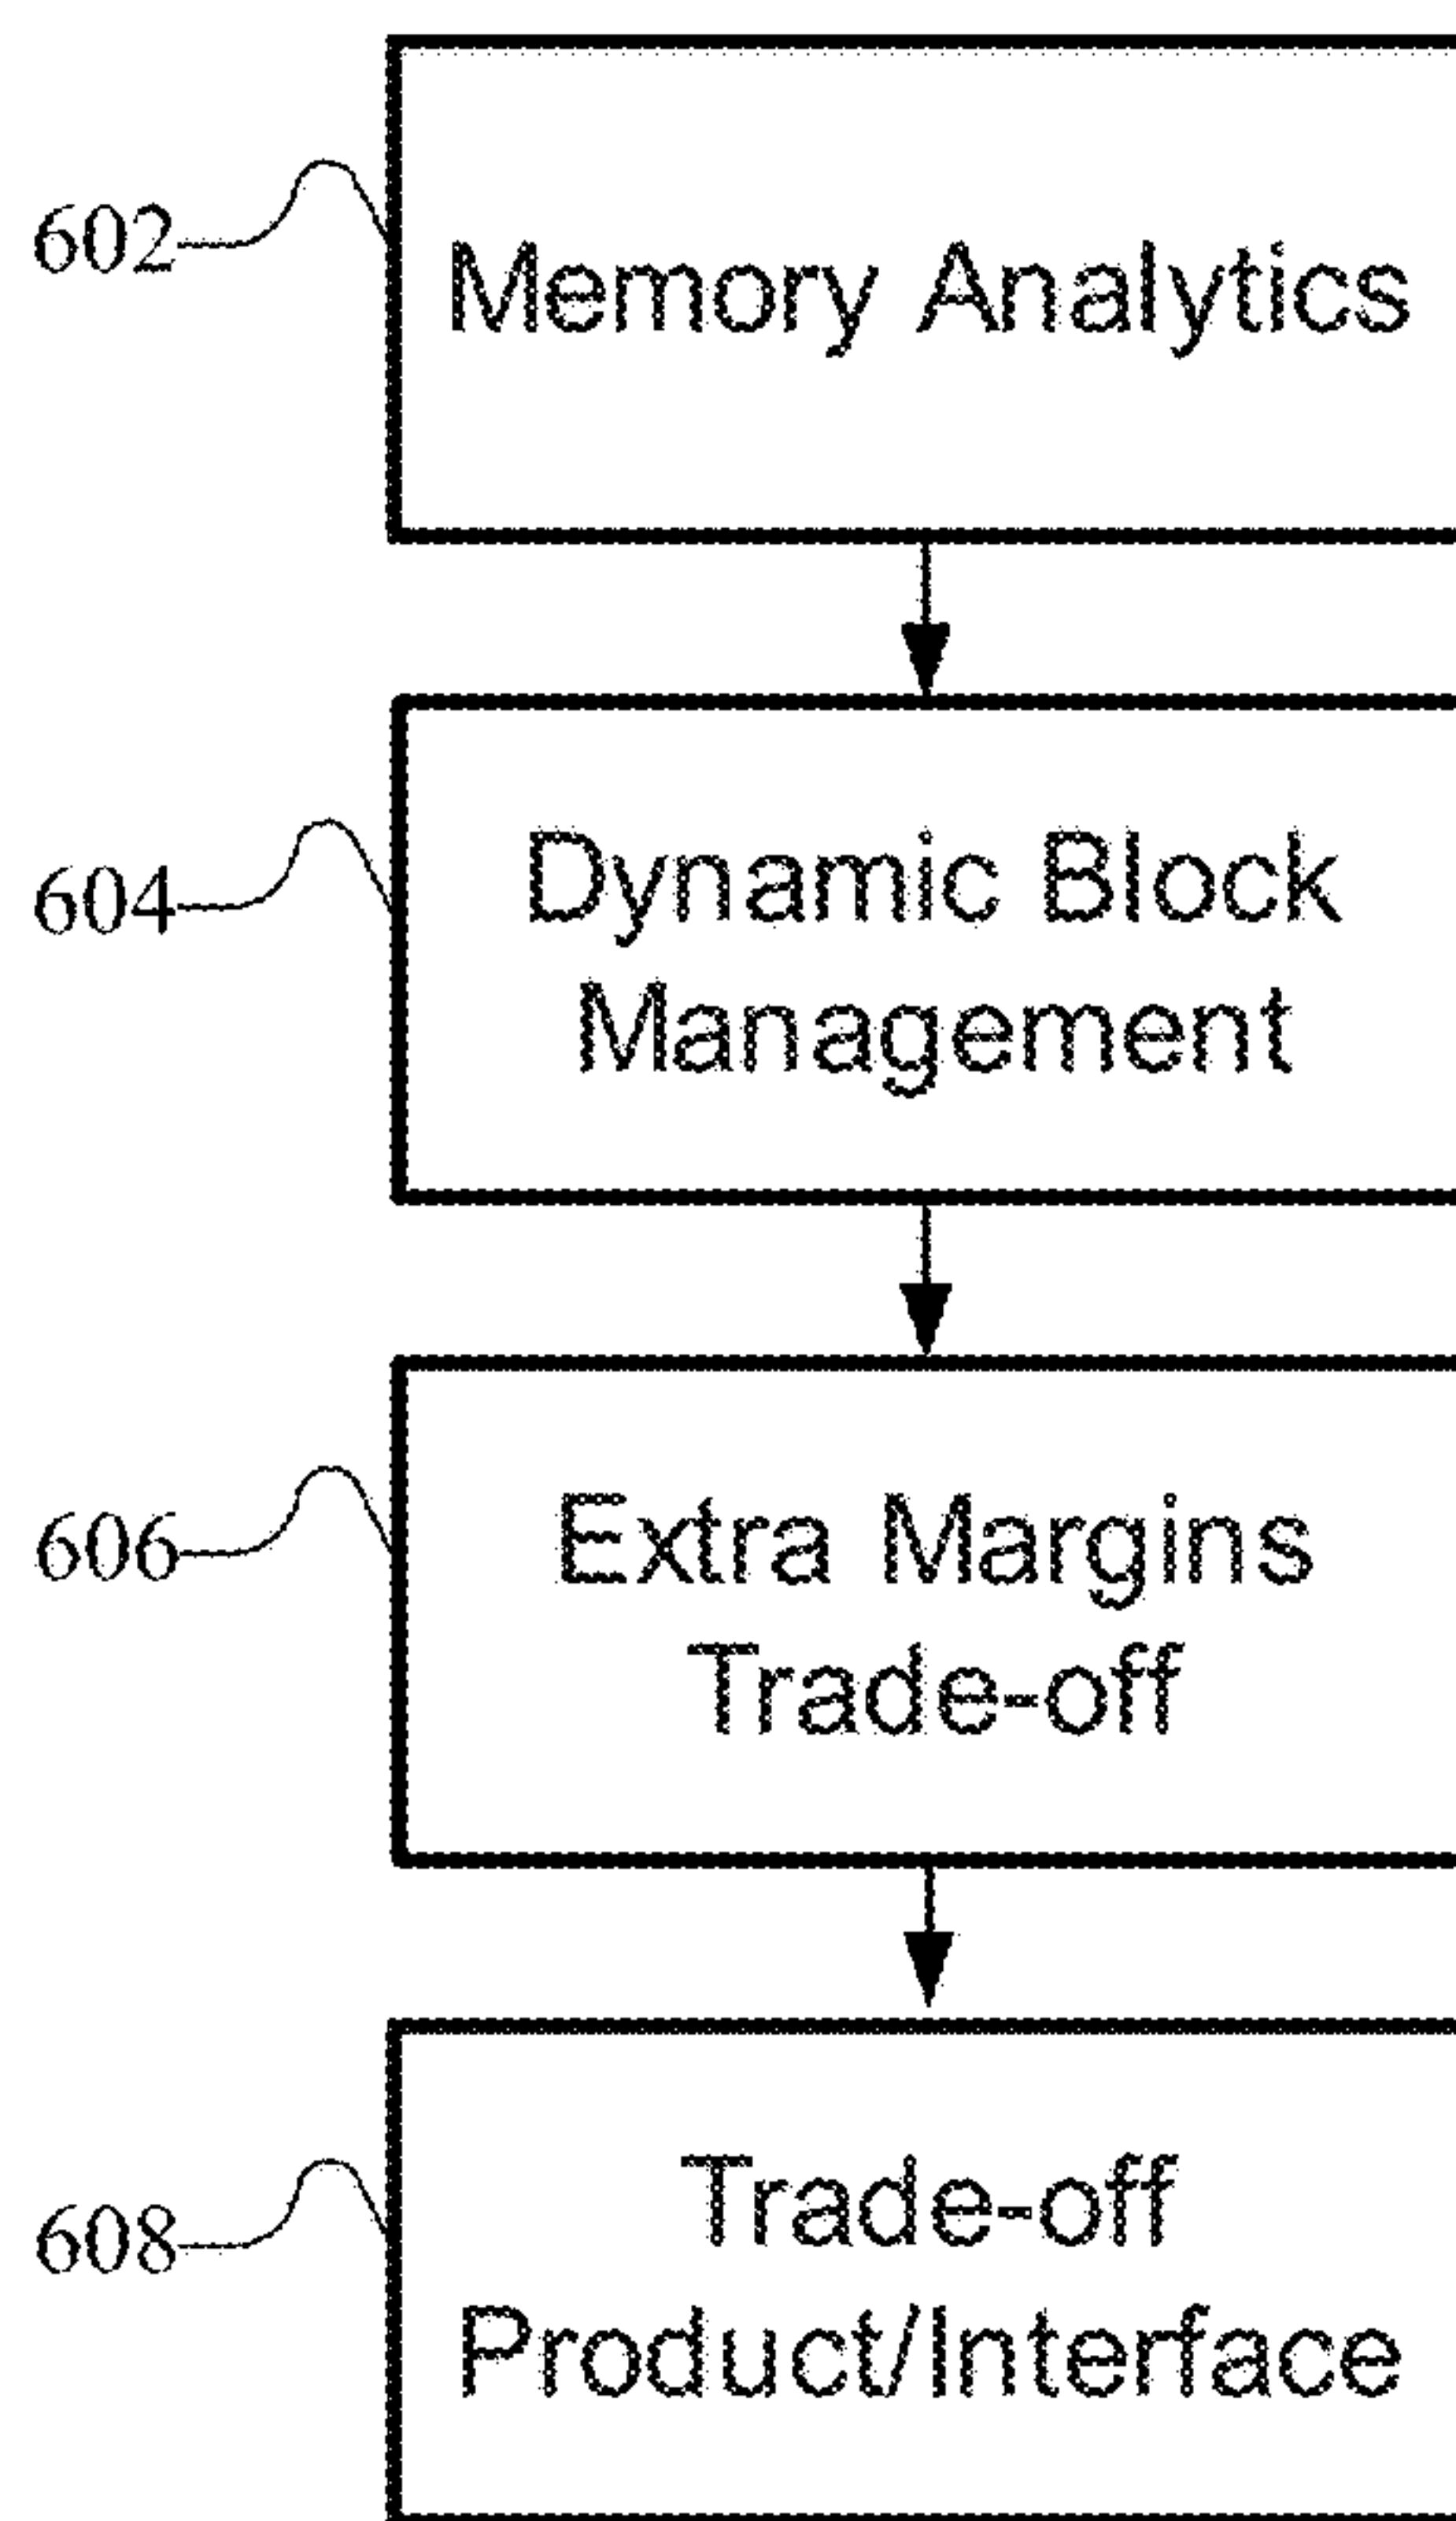 602
Memory Analytics
604
Dynamic Block
Management
606
Extra Margins
Trade-off
608
Trade-off
Product/Interface